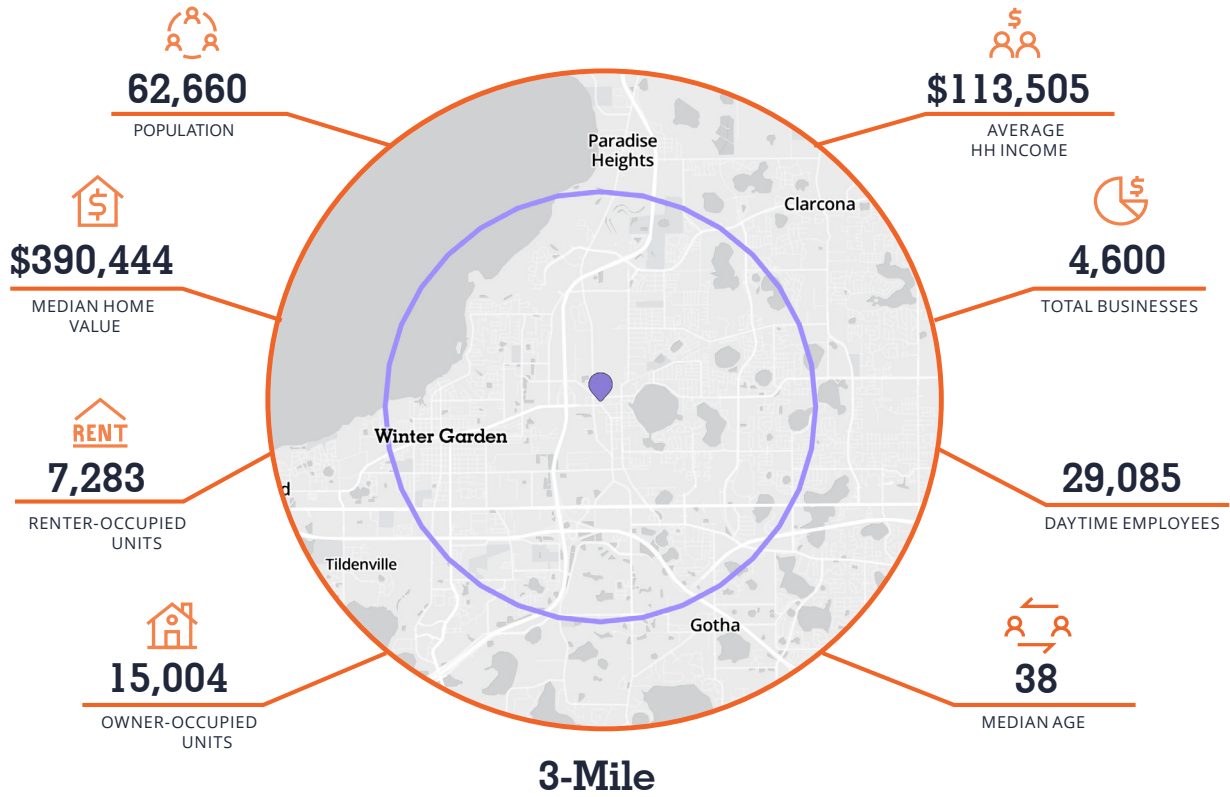 62,660
POPULATION
$390,444
MEDIAN HOME
VALUE
RENT
7,283
RENTER-OCCUPIED
UNITS
15,004
OWNER-OCCUPIED
UNITS
Paradise
Heights
Clarcona
Winter Garden
d
Tildenville
Gotha
$
$113,505
AVERAGE
HH INCOME
$
4,600
TOTAL BUSINESSES
29,085
DAYTIME EMPLOYEES
38
MEDIAN AGE
$
3-Mile